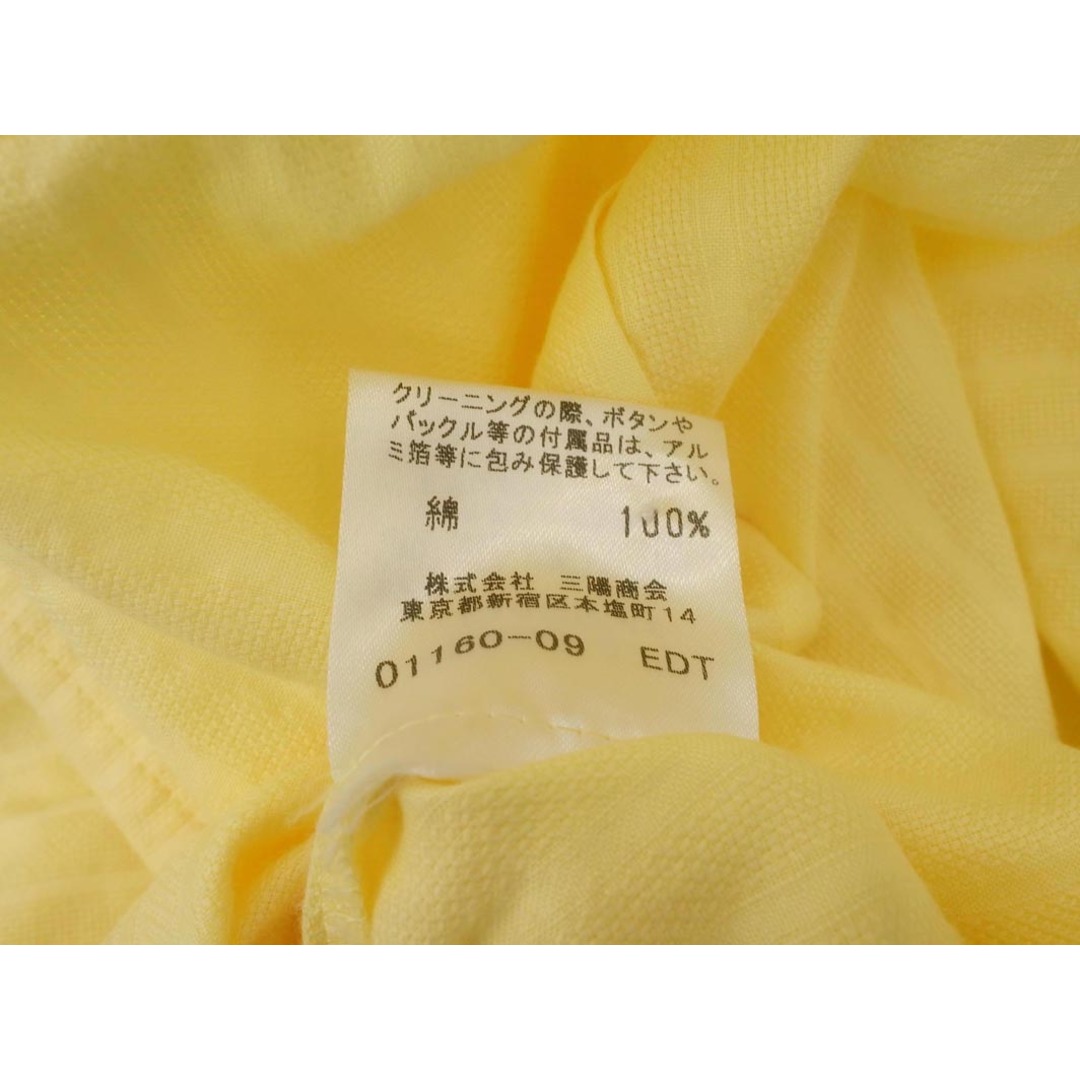 クリーニングの際、ボタンや
バックル等の付属品は、アル
ミ箔等に包み保護して下さい。
綿 100%
株式会社 三陽商会
東京都新宿区本塩町14
01160-09 EDT